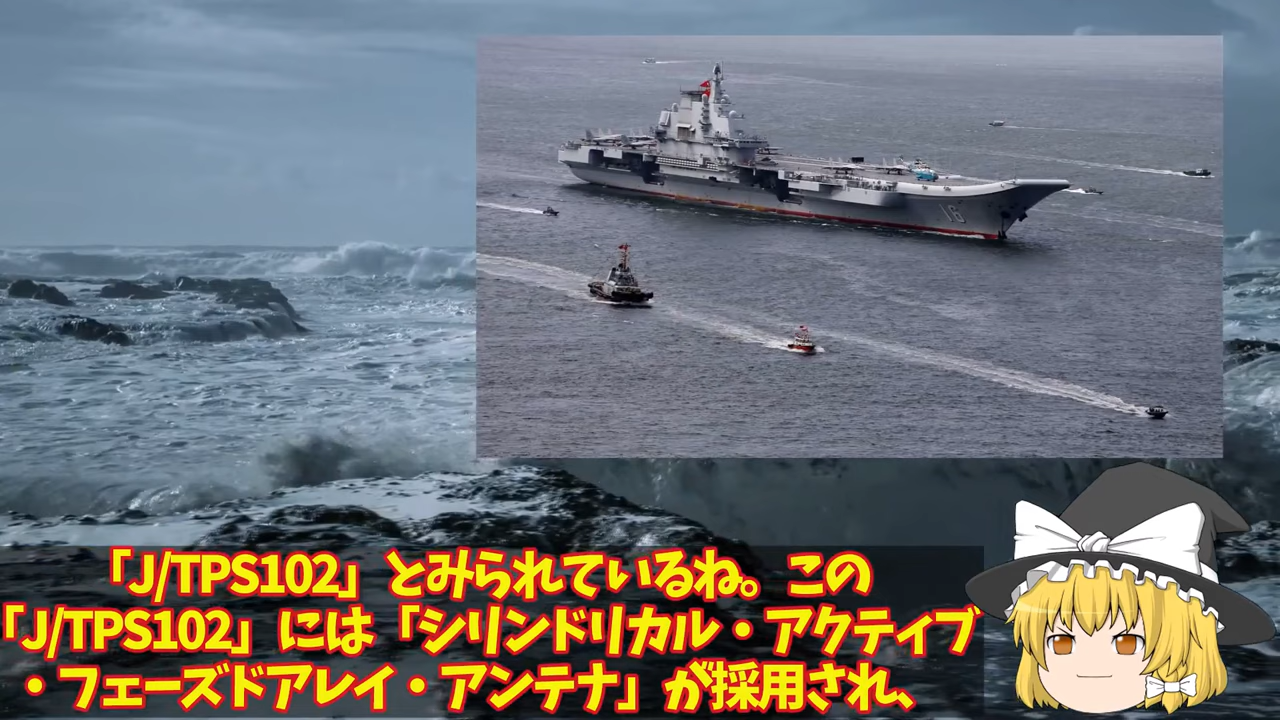 16
「J/TPS102」とみられているね。この
「J/TPS102」には「シリンドリカル・アクティブ
・フェーズドアレイ・アンテナ」が採用され、